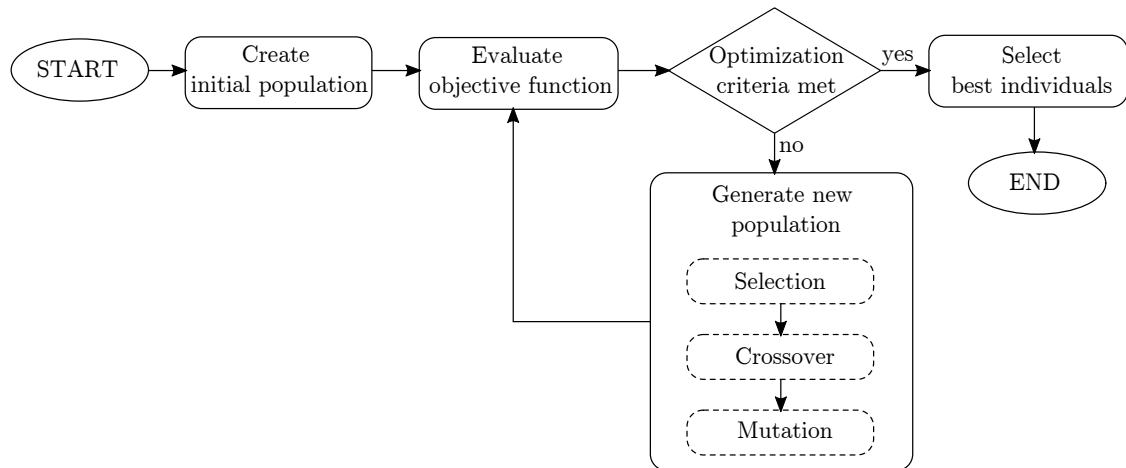 START
Create
initial population
Evaluate
objective function
Optimization
criteria met
yes
Select
best individuals
no
END
Generate new
population
Selection
Crossover
Mutation